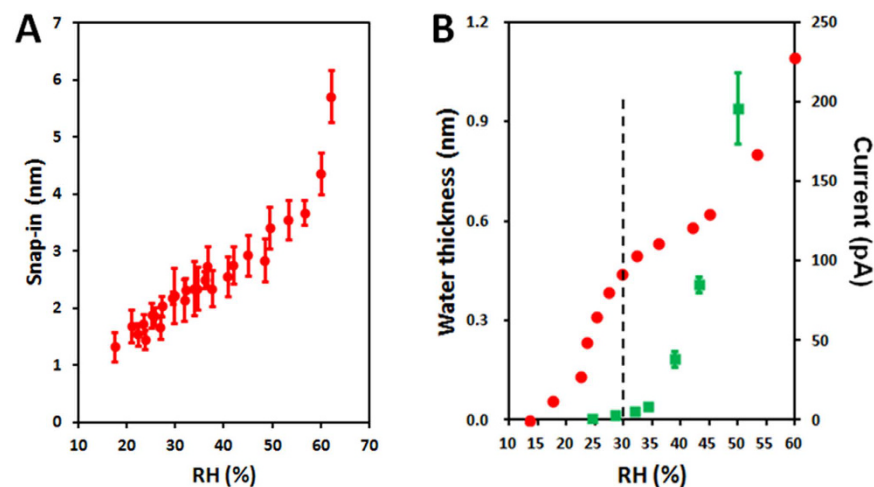 A
7
6
5
4
3
2
1
0
Snap-in (nm)
10 20 30 40 50 60 70
RH (%)
B
1.2
0.9
0.6
0.3
0.0
Water thickness (nm)
250
200
150
100
50
0
Current (pA)
10 15 20 25 30 35 40 45 50 55 60
RH (%)